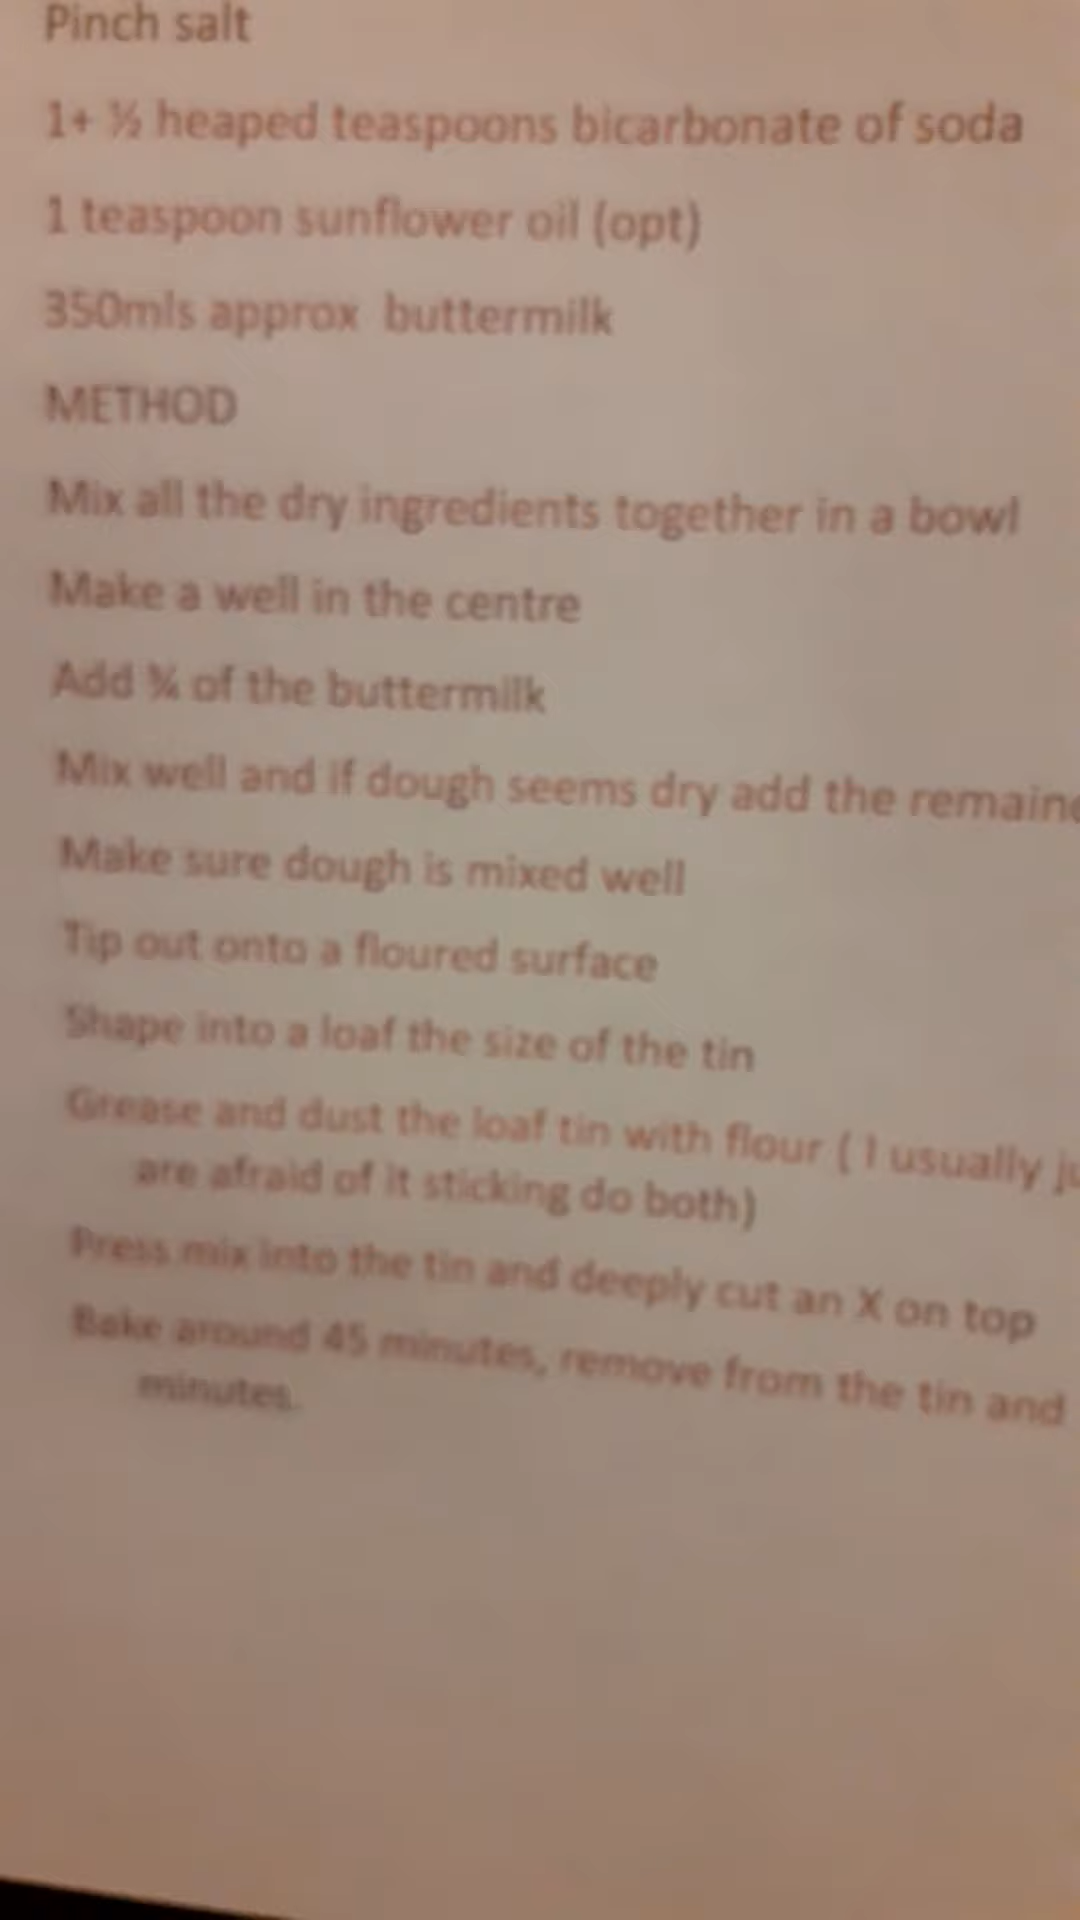 Pinch salt
1+ ½ heaped teaspoons bicarbonate of soda
1 teaspoon sunflower oil (opt)
350mls approx buttermilk
METHOD
Mix all the dry ingredients together in a bowl
Make a well in the centre
Add ¾ of the buttermilk
Mix well and if dough seems dry add the
Make sure dough is mixed well
Tip out onto a floured surface
Shape into a loaf the size of the tin
Grease and dust the loaf tin with flour ( I usually
are afraid of it sticking do both)
Press mix into the tin and deeply cut an X on top
Bake around 45 minutes, remove from the tin and
minutes.